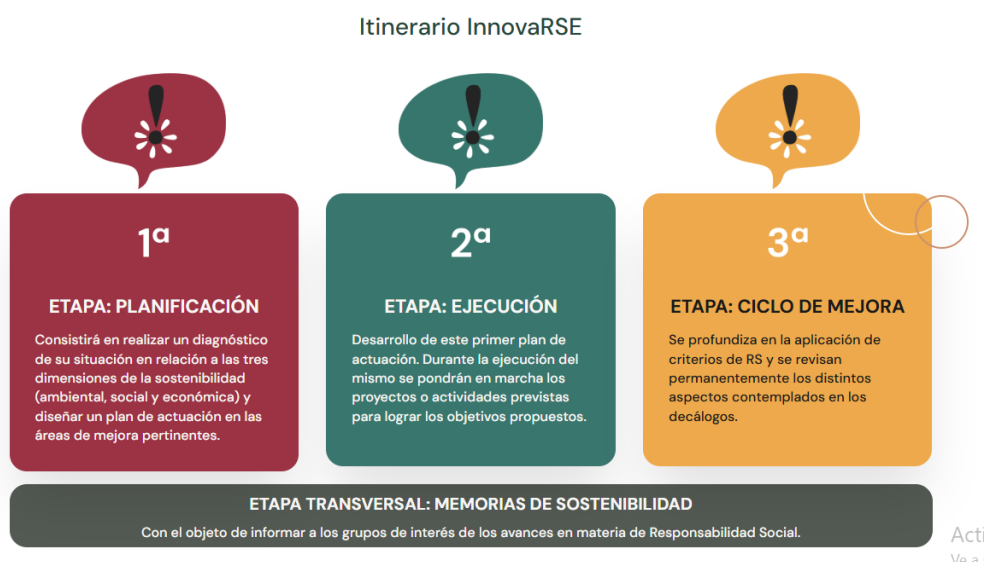 Itinerario InnovaRSE
1ª
ETAPA: PLANIFICACIÓN
Consistirá en realizar un diagnóstico
de su situación en relación a las tres
dimensiones de la sostenibilidad
(ambiental, social y económica) y
diseñar un plan de actuación en las
áreas de mejora pertinentes.
2ª
ETAPA: EJECUCIÓN
Desarrollo de este primer plan de
actuación. Durante la ejecución del
mismo se pondrán en marcha los
proyectos o actividades previstas
para lograr los objetivos propuestos.
3ª
ETAPA: CICLO DE MEJORA
Se profundiza en la aplicación de
criterios de RS y se revisan
permanentemente los distintos
aspectos contemplados en los
decálogos.
ETAPA TRANSVERSAL: MEMORIAS DE SOSTENIBILIDAD
Con el objeto de informar a los grupos de interés de los avances en materia de Responsabilidad Social.
Acti